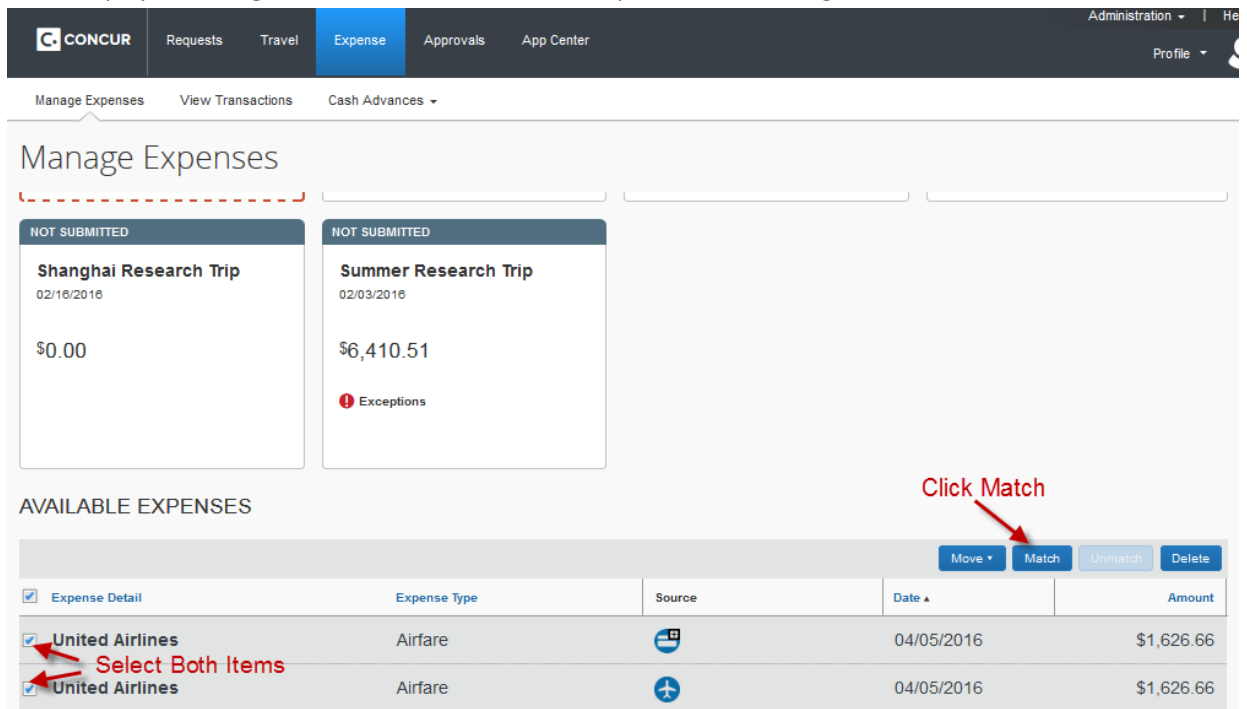 Administration | He
CONCUR Requests Travel Expense Approvals App Center
Profile
Manage Expenses View Transactions Cash Advances
Manage Expenses
NOT SUBMITTED NOT SUBMITTED
Shanghai Research Trip Summer Research Trip
02/16/2016 02/03/2016
$0.00 $6,410.51
Exceptions
Click Match
AVAILABLE EXPENSES
Move Match Unmatch Delete
Expense Detail Expense Type Source Date Amount
United Airlines Airfare 04/05/2016 $1,626.66
Select Both Items
United Airlines Airfare 04/05/2016 $1,626.66